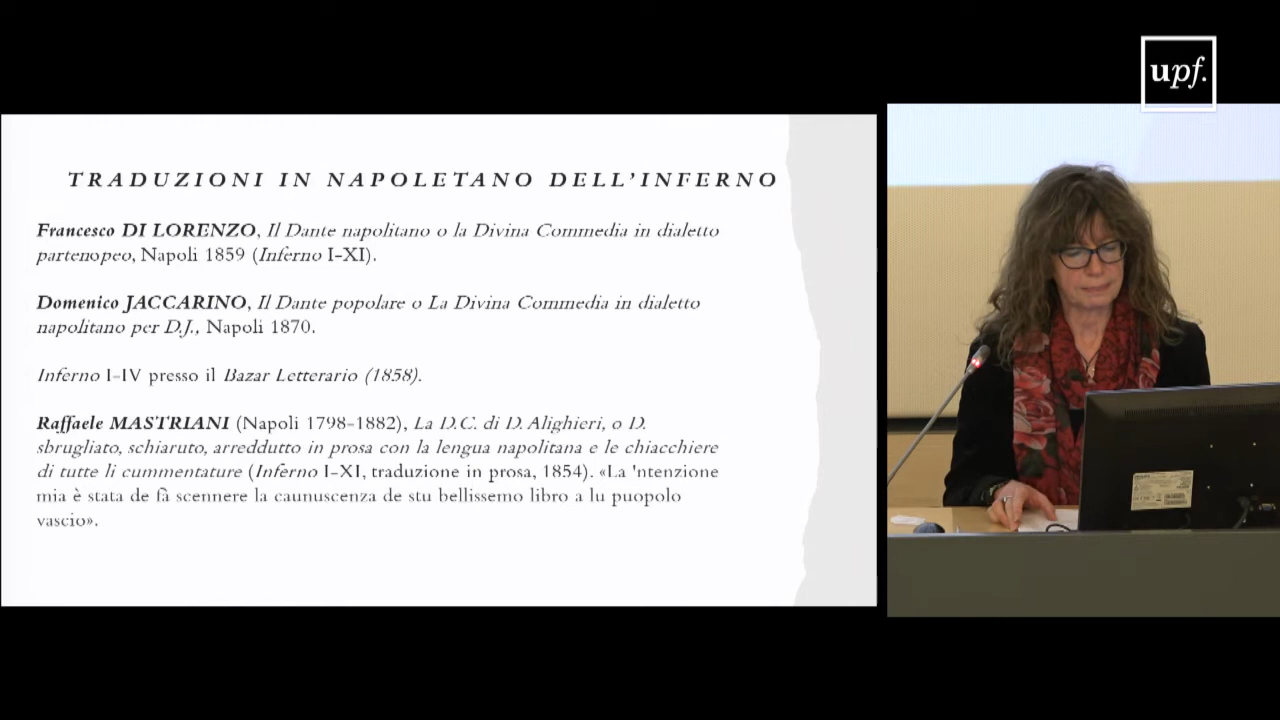 upf.
TRADUZIONI IN NAPOLETANO DELL'INFERNO
Francesco DI LORENZO, Il Dante napolitano o la Divina Commedia in dialetto
partenopeo, Napoli 1859 (Inferno I-XI).
Domenico JACCARINO, Il Dante popolare o La Divina Commedia in dialetto
napolitano per D.J., Napoli 1870.
Inferno I-IV presso il Bazar Letterario (1858).
Raffaele MASTRIANI (Napoli 1798-1882), La D.C. di D. Alighieri, o D.
sbrugliato, schiaruto, arreddutto in prosa con la lengua napolitana e le chiacchiere
di tutte li cummentature (Inferno I-XI, traduzione in prosa, 1854). «La 'ntenzione
mia è stata de fà scennere la caunuscenza de stu bellissemo libro a lu puopolo
vascio».